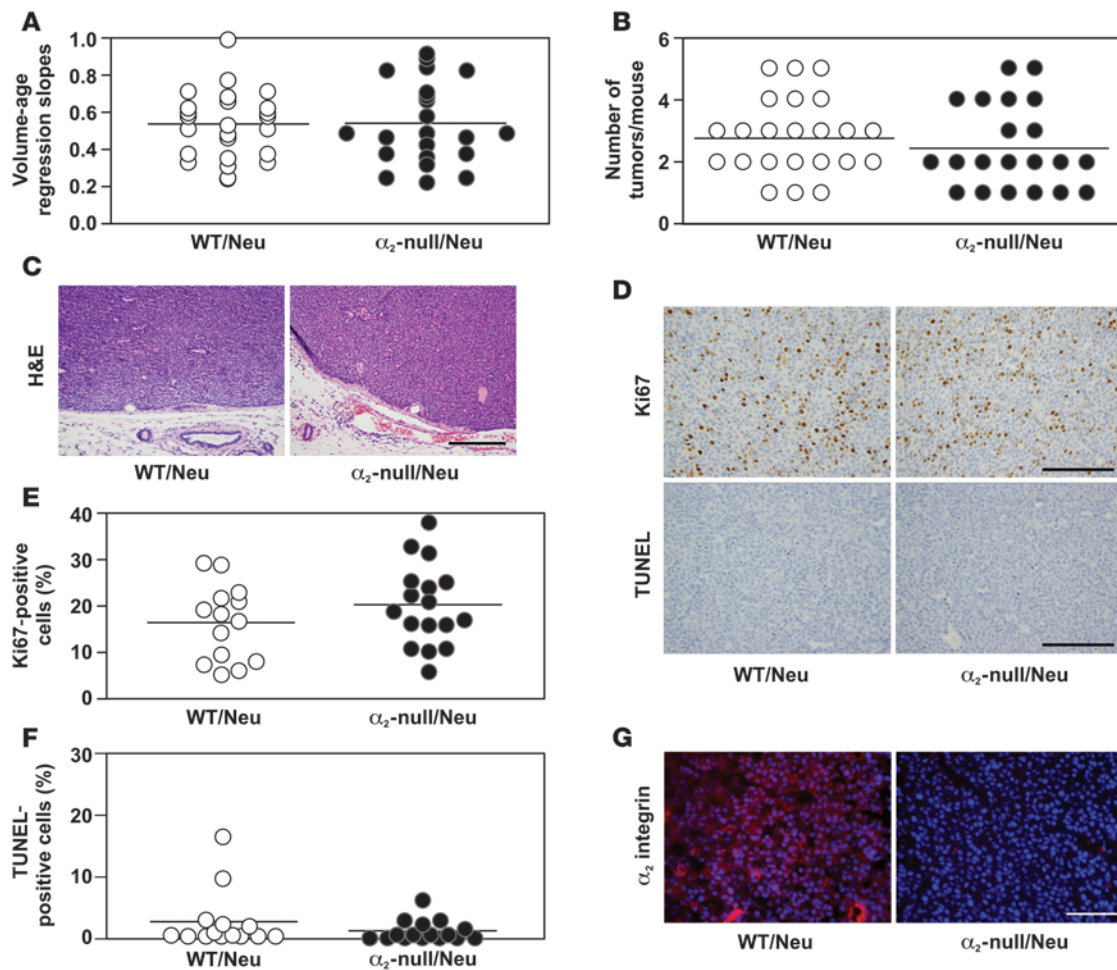 A
Volume-age
regression slopes
1.0
0.8
0.6
0.4
0.2
0.0
WT/Neu
α₂-null/Neu
B
Number of
tumors/mouse
6
4
2
0
WT/Neu
α₂-null/Neu
C
H&E
WT/Neu
α₂-null/Neu
D
Ki67
TUNEL
WT/Neu
α₂-null/Neu
E
Ki67-positive
cells (%)
40
30
20
10
0
WT/Neu
α₂-null/Neu
F
TUNEL-
positive cells (%)
30
20
10
0
WT/Neu
α₂-null/Neu
G
α₂ integrin
WT/Neu
α₂-null/Neu